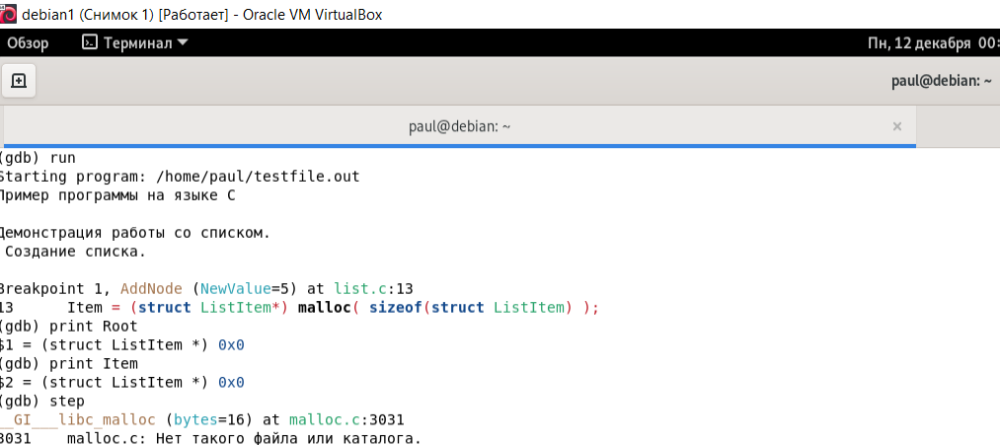 debian1 (Снимок 1) [Работает] - Oracle VM VirtualBox
Обзор Терминал Пн, 12 декабря 00:
paul@debian: ~
paul@debian: ~ ×
(gdb) run
Starting program: /home/paul/testfile.out
Пример программы на языке C
Демонстрация работы со списком.
Создание списка.
Breakpoint 1, AddNode (NewValue=5) at list.c:13
13 Item = (struct ListItem*) malloc( sizeof(struct ListItem) );
(gdb) print Root
$1 = (struct ListItem *) 0x0
(gdb) print Item
$2 = (struct ListItem *) 0x0
(gdb) step
__GI___libc_malloc (bytes=16) at malloc.c:3031
3031 malloc.c: Нет такого файла или каталога.